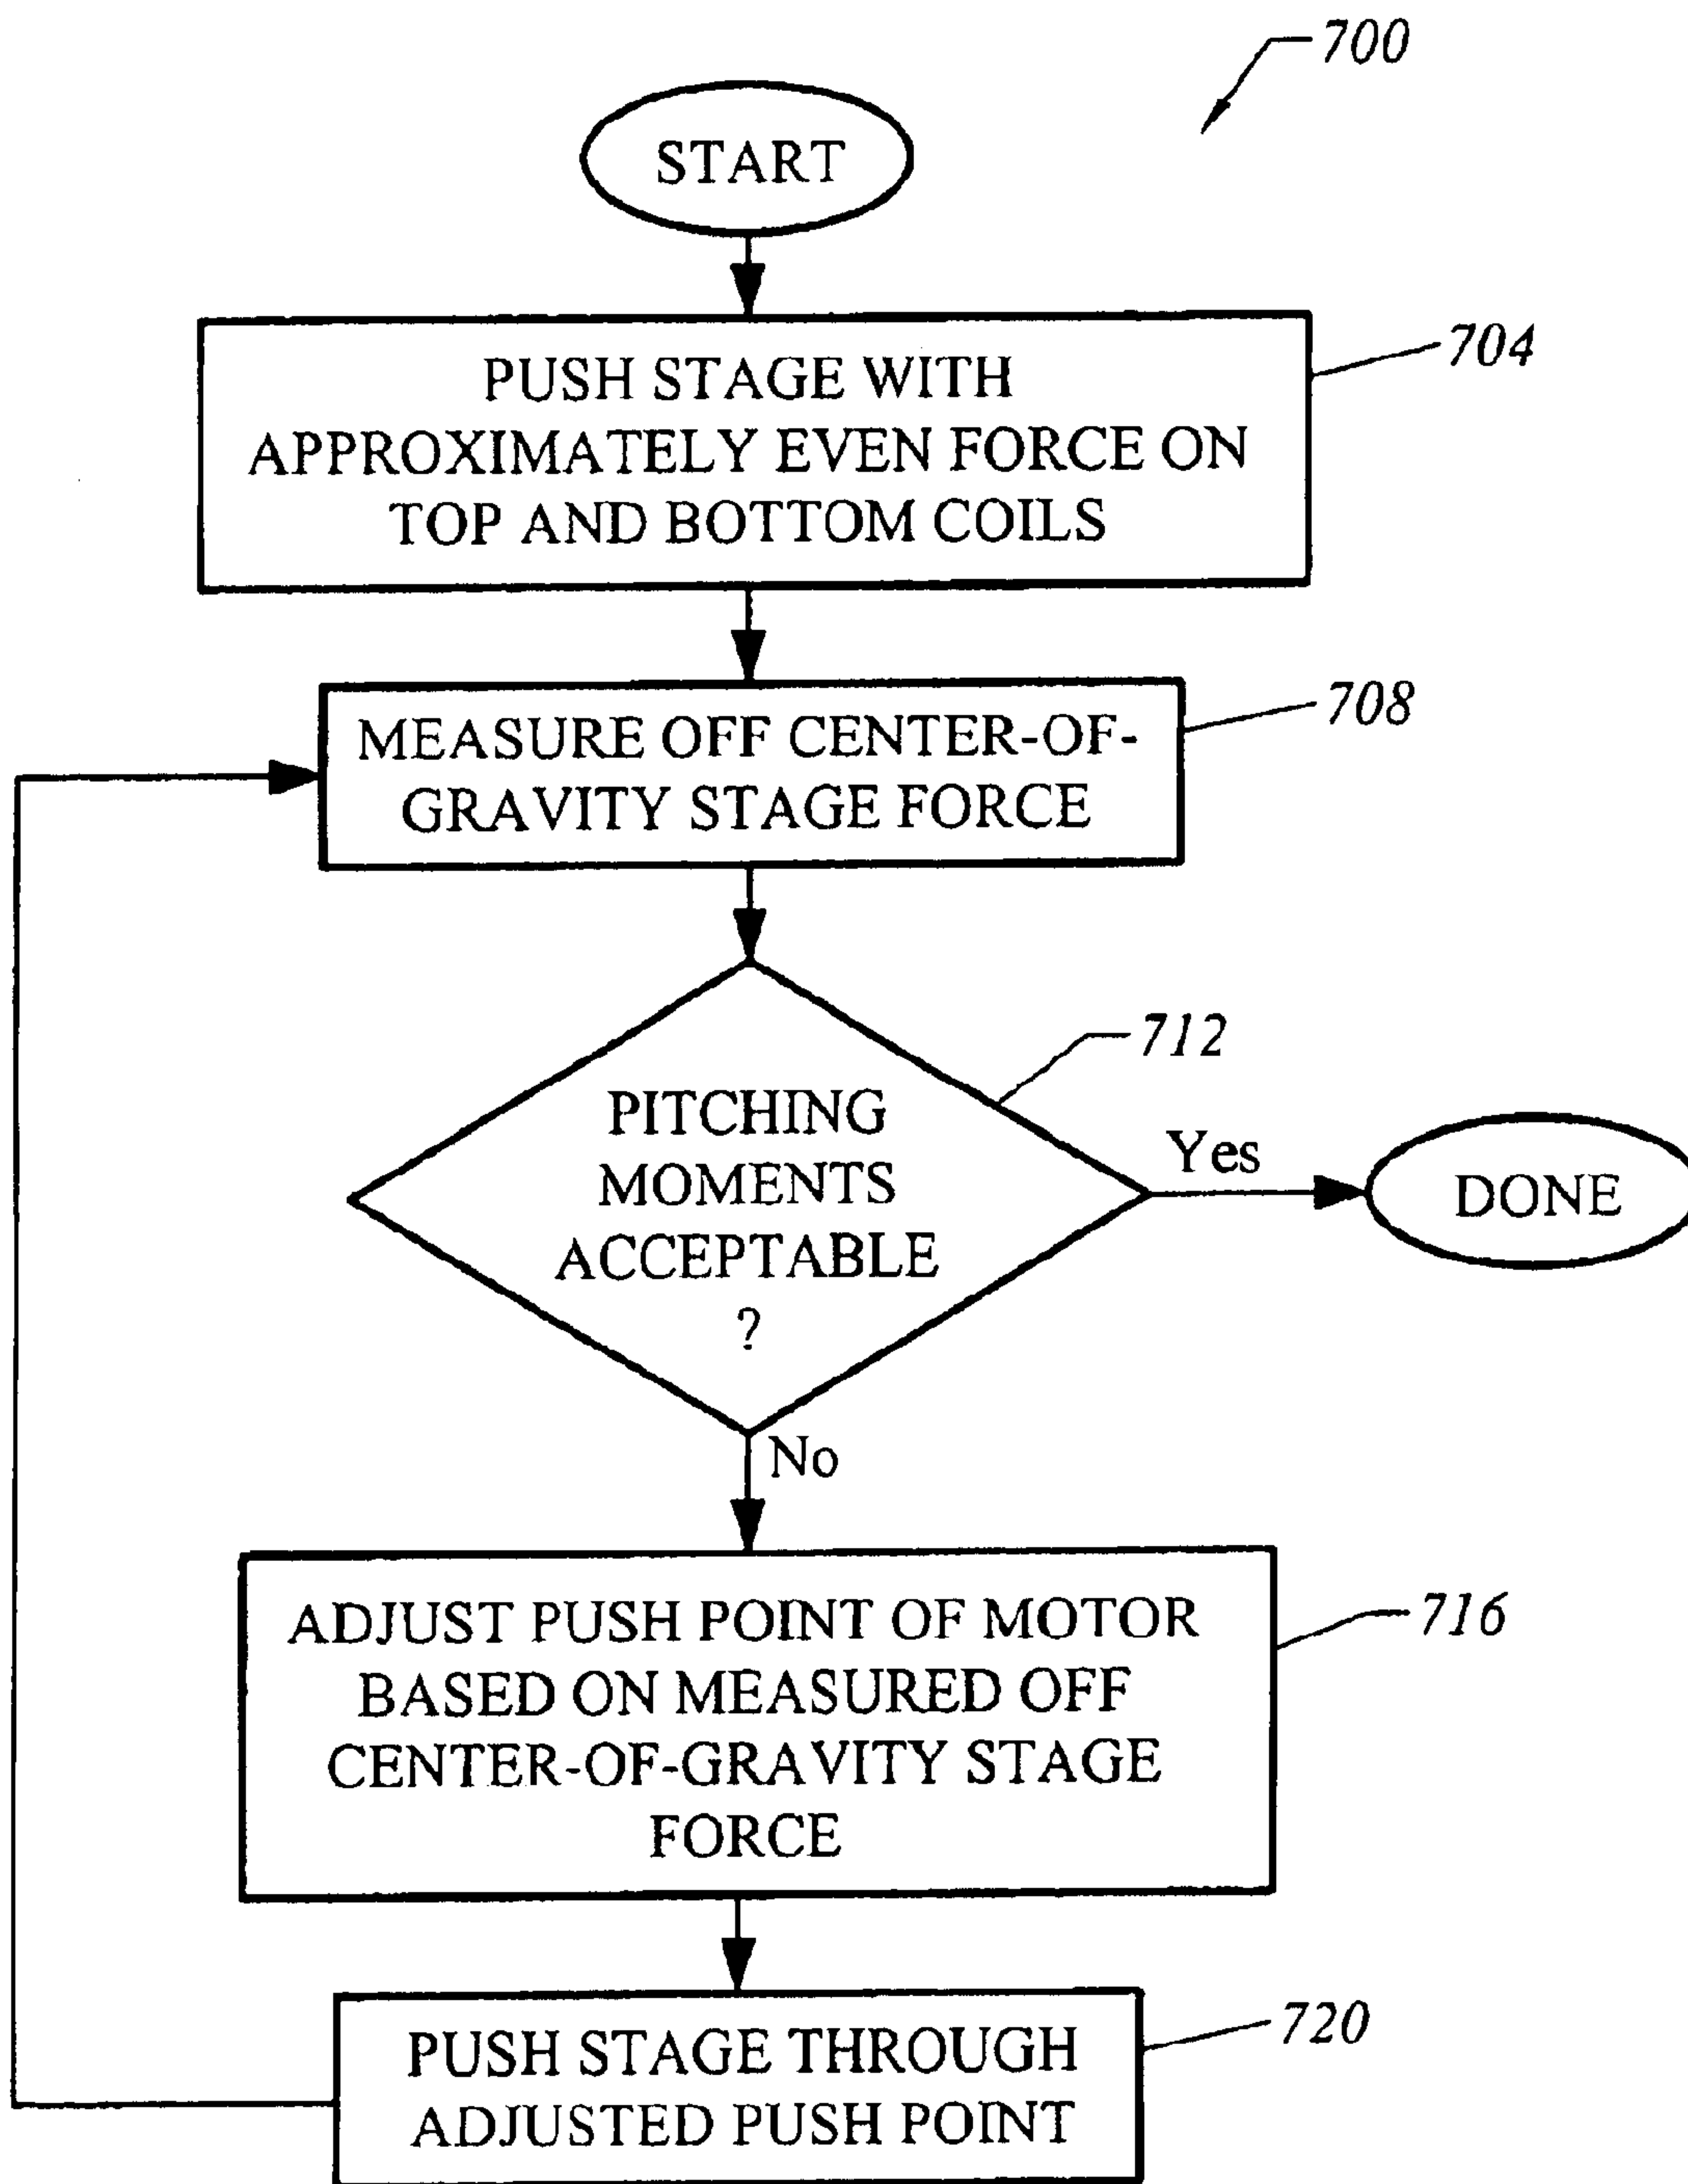 700
START
PUSH STAGE WITH
APPROXIMATELY EVEN FORCE ON
TOP AND BOTTOM COILS
704
MEASURE OFF CENTER-OF-
GRAVITY STAGE FORCE
708
PITCHING
MOMENTS
ACCEPTABLE
?
712
Yes
DONE
No
ADJUST PUSH POINT OF MOTOR
BASED ON MEASURED OFF
CENTER-OF-GRAVITY STAGE
FORCE
716
PUSH STAGE THROUGH
ADJUSTED PUSH POINT
720